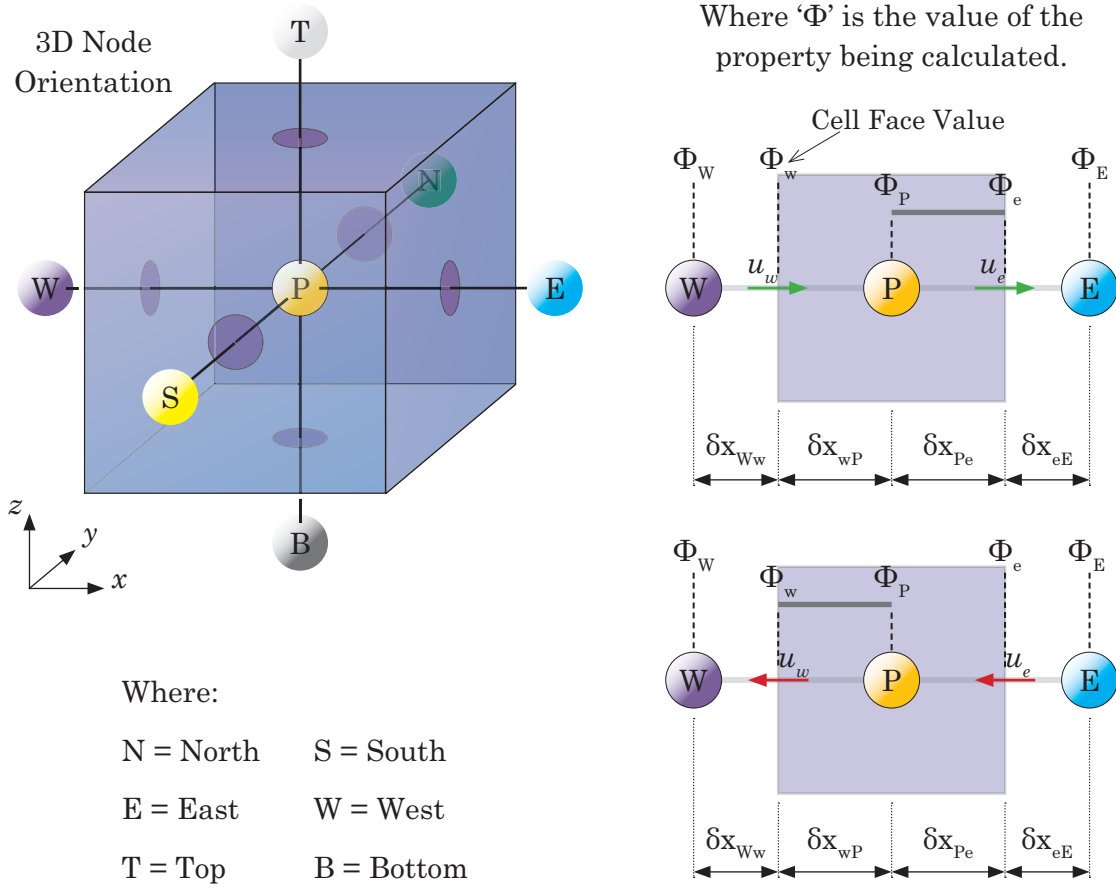 3D Node
Orientation
T
N
W
P
E
S
B
z
y
x
Where:
N = North S = South
E = East W = West
T = Top B = Bottom
Where ‘Φ’ is the value of the
property being calculated.
Cell Face Value
Φ_W Φ_w Φ_E
Φ_P Φ_e
u_w u_e
W P E
δx_Ww δx_wP δx_Pe δx_eE
Φ_W Φ_e Φ_E
Φ_w Φ_P
u_w u_e
W P E
δx_Ww δx_wP δx_Pe δx_eE